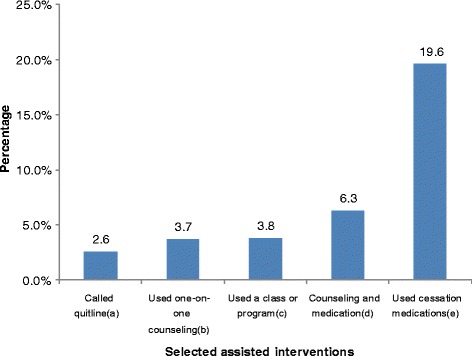 25.0%
20.0%
15.0%
10.0%
5.0%
0.0%
Percentage
2.6
3.7
3.8
6.3
19.6
Called
quitline(a)
Used one-on-
one
counseling(b)
Used a class or
program(c)
Counseling and
medication(d)
Used cessation
medications(e)
Selected assisted interventions